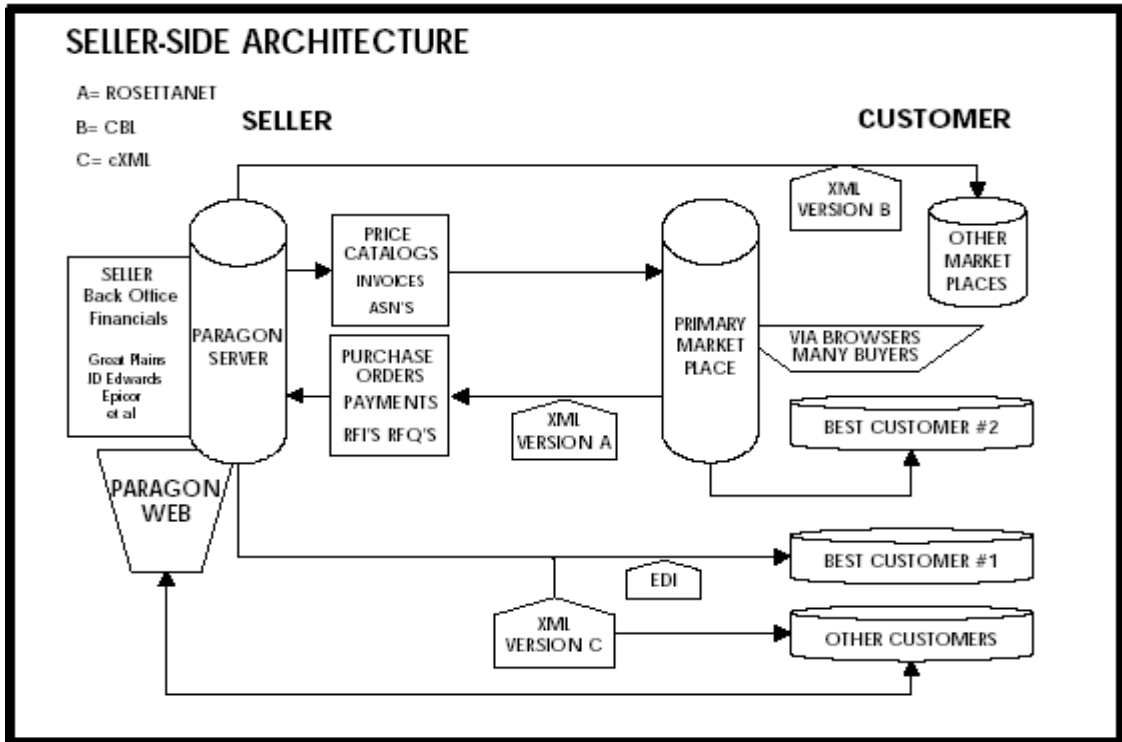 SELLER-SIDE ARCHITECTURE
A= ROSETTANET
B= CBL
C= cXML
SELLER
CUSTOMER
XML
VERSION B
OTHER
MARKET
PLACES
PRICE
CATALOGS
INVOICES
ASN'S
SELLER
Back Office
Financials
Great Plains
JD Edwards
Epicor
et al
PARAGON
SERVER
PRIMARY
MARKET
PLACE
VIA BROWSERS
MANY BUYERS
PURCHASE
ORDERS
PAYMENTS
RFI'S RFQ'S
XML
VERSION A
BEST CUSTOMER #2
PARAGON
WEB
BEST CUSTOMER #1
EDI
XML
VERSION C
OTHER CUSTOMERS